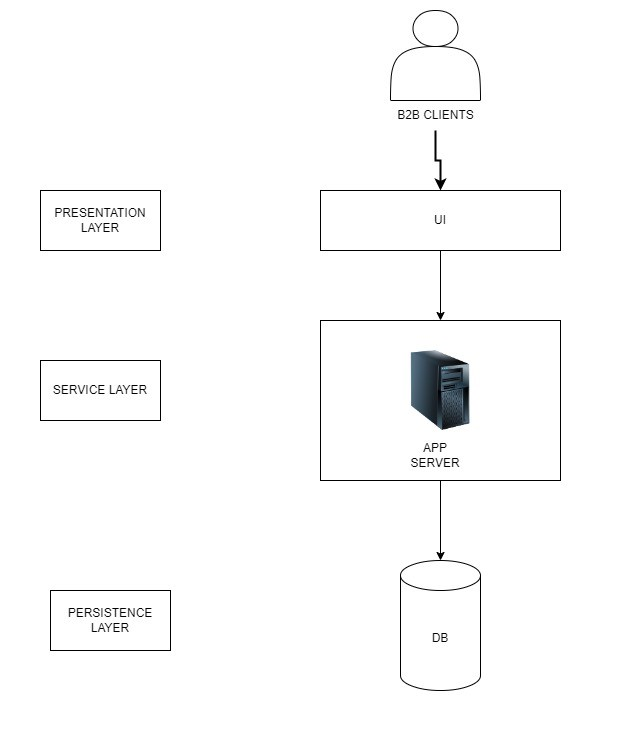 B2B CLIENTS
PRESENTATION
LAYER
UI
SERVICE LAYER
APP
SERVER
PERSISTENCE
LAYER
DB